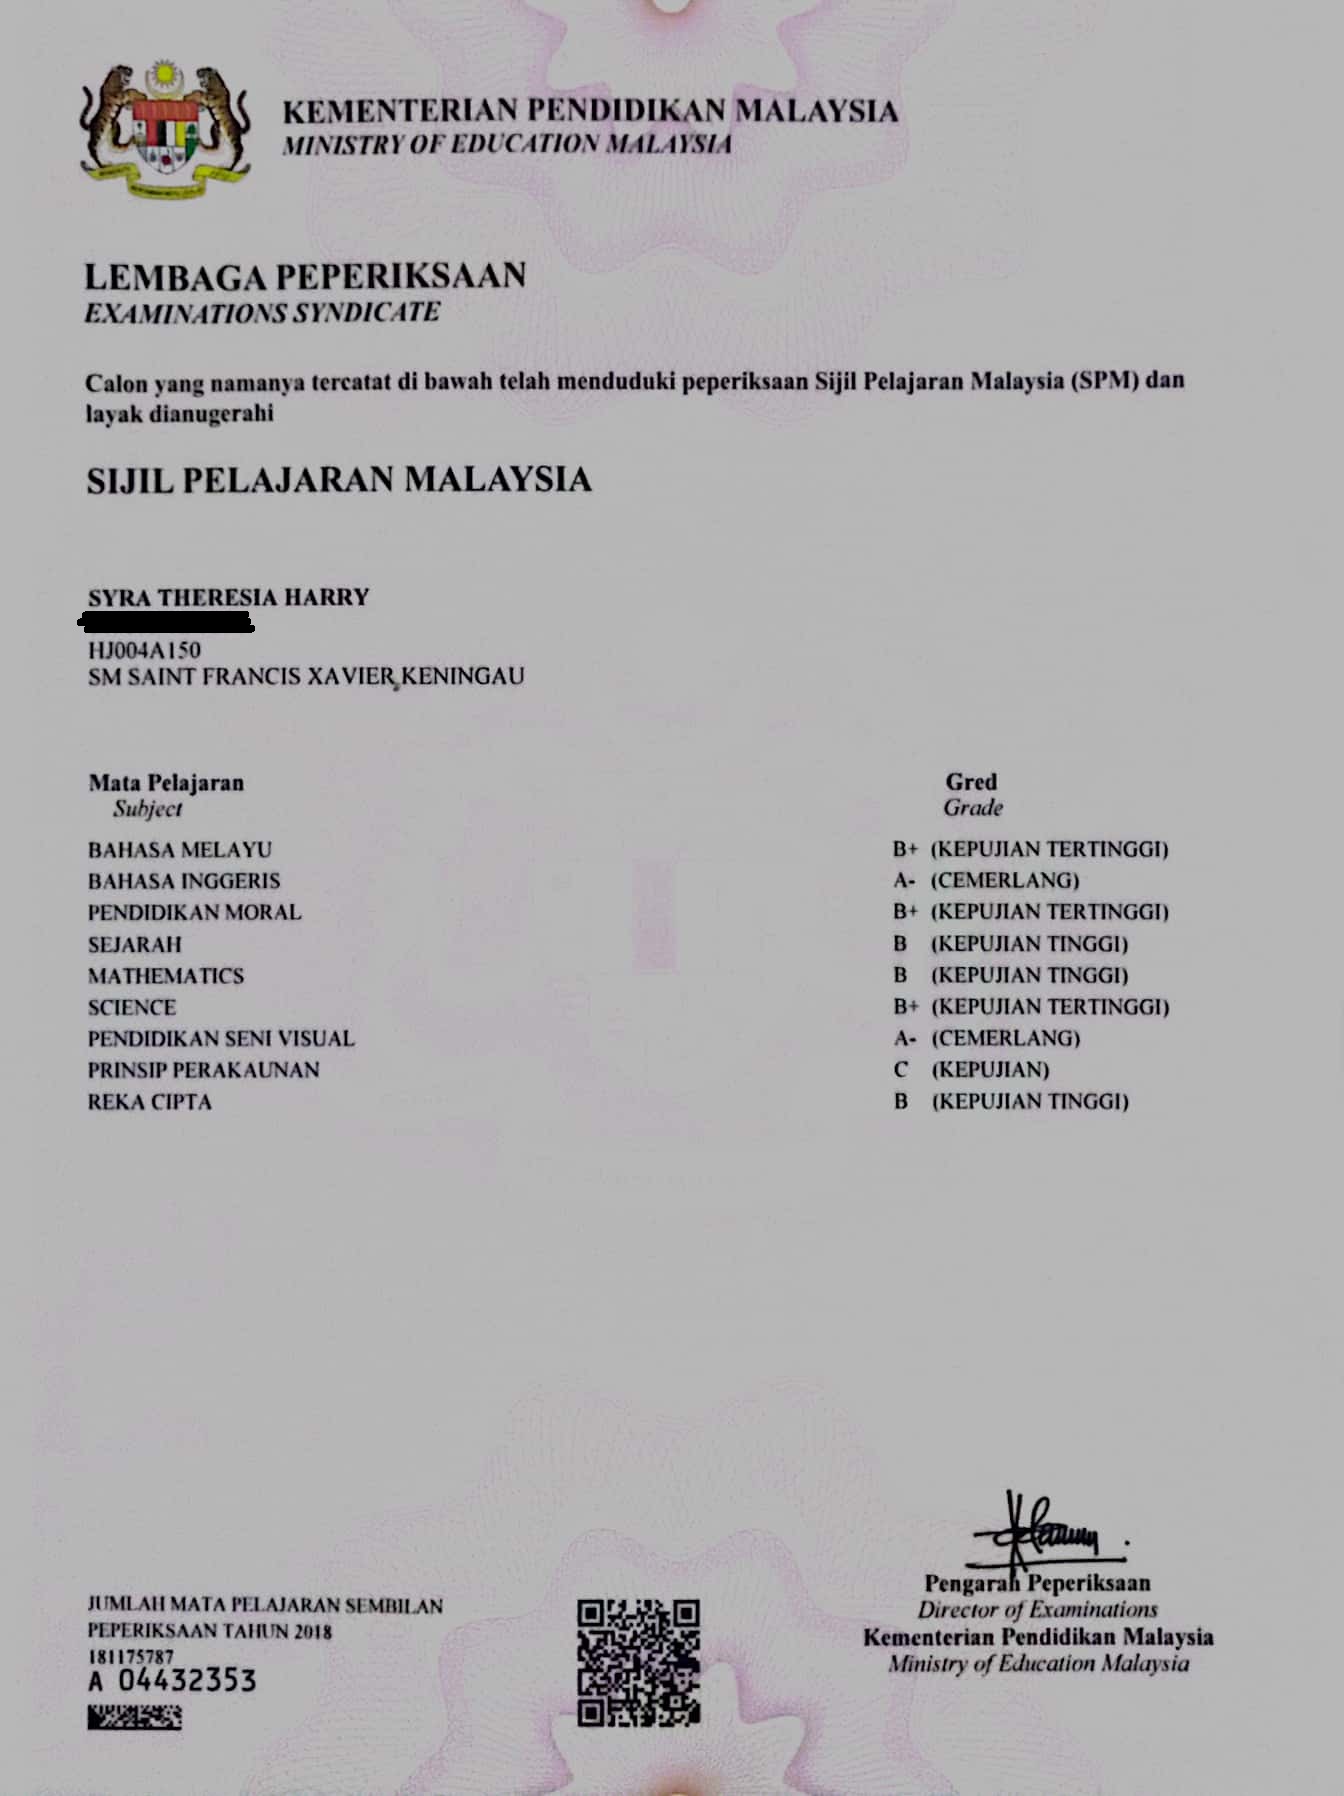 KEMENTERIAN PENDIDIKAN MALAYSIA
MINISTRY OF EDUCATION MALAYSIA
LEMBAGA PEPERIKSAAN
EXAMINATIONS SYNDICATE
Calon yang namanya tercatat di bawah telah menduduki peperiksaan Sijil Pelajaran Malaysia (SPM) dan
layak dianugerahi
SIJIL PELAJARAN MALAYSIA
SYRA THERESIA HARRY
HJ004A150
SM SAINT FRANCIS XAVIER,KENINGAU
Mata Pelajaran Gred
Subject Grade
BAHASA MELAYU B+ (KEPUJIAN TERTINGGI)
BAHASA INGGERIS A- (CEMERLANG)
PENDIDIKAN MORAL B+ (KEPUJIAN TERTINGGI)
SEJARAH B (KEPUJIAN TINGGI)
MATHEMATICS B (KEPUJIAN TINGGI)
SCIENCE B+ (KEPUJIAN TERTINGGI)
PENDIDIKAN SENI VISUAL A- (CEMERLANG)
PRINSIP PERAKAUNAN C (KEPUJIAN)
REKA CIPTA B (KEPUJIAN TINGGI)
JUMLAH MATA PELAJARAN SEMBILAN
PEPERIKSAAN TAHUN 2018
181175787
A 04432353
Pengarah Peperiksaan
Director of Examinations
Kementerian Pendidikan Malaysia
Ministry of Education Malaysia